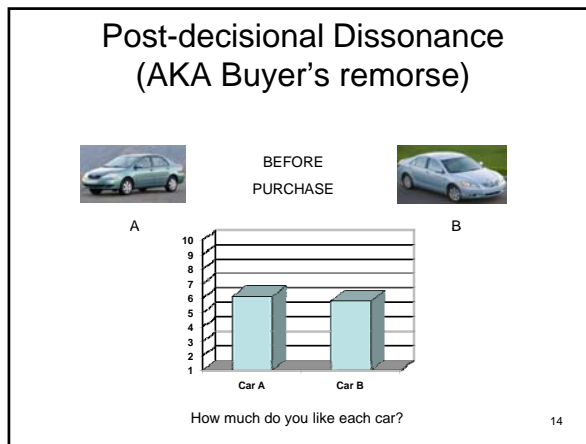 Post-decisional Dissonance
(AKA Buyer's remorse)
BEFORE
PURCHASE
A
B
10
9
8
7
6
5
4
3
2
1
Car A
Car B
How much do you like each car?
14